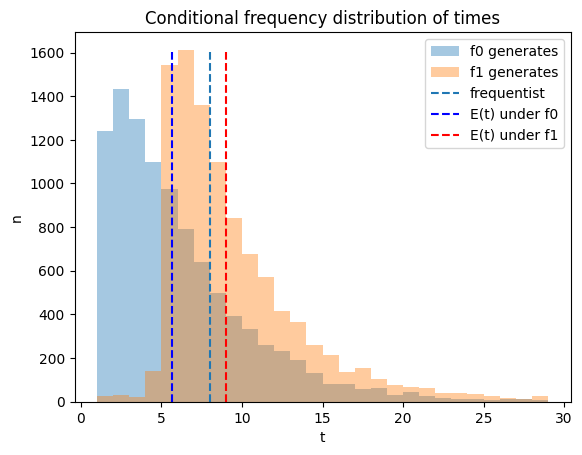 Conditional frequency distribution of times
f0 generates
f1 generates
frequentist
E(t) under f0
E(t) under f1
1600
1400
1200
1000
800
600
400
200
0
n
0 5 10 15 20 25 30
t